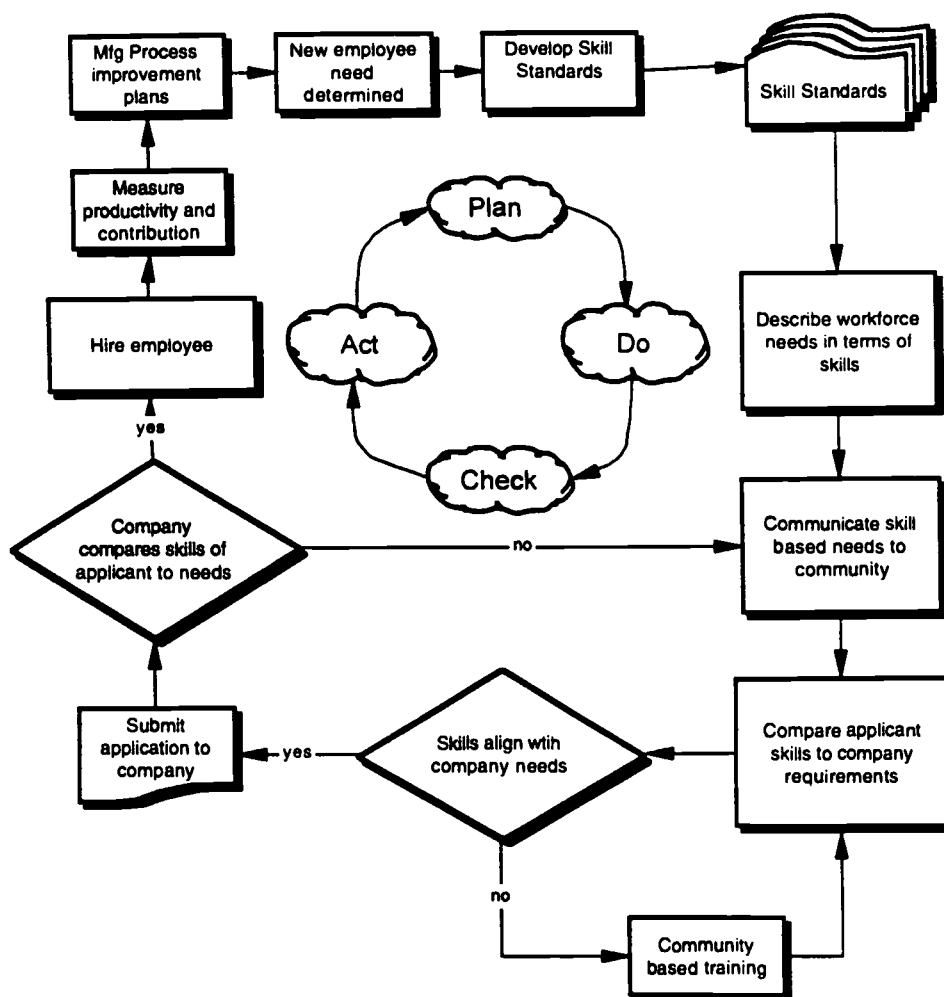 Mfg Process
improvement
plans
New employee
need
determined
Develop Skill
Standards
Skill Standards
Measure
productivity and
contribution
Plan
Describe workforce
needs in terms of
skills
Hire employee
Act
Do
yes
Check
Company
compares skills of
applicant to needs
no
Communicate skill
based needs to
community
Submit
application to
company
yes
Skills align wtih
company needs
Compare applicant
skills to company
requirements
no
Community
based training